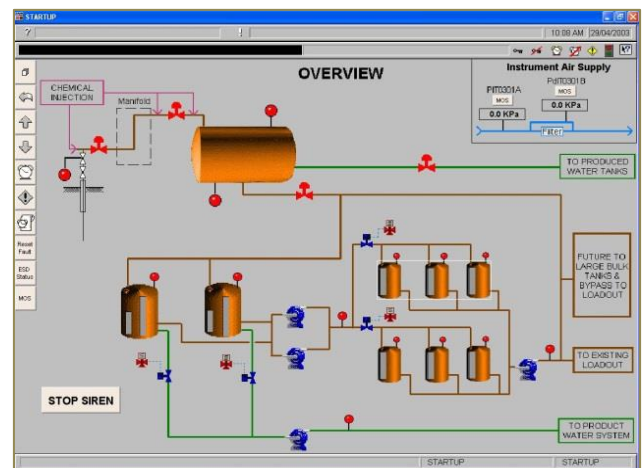 STARTUP
10:08 AM 29/04/2003
OVERVIEW
Instrument Air Supply
PIT0301A
MOS
0.0 KPa
PdIT0301B
MOS
0.0 KPa
Filter
CHEMICAL
INJECTION
Manifold
TO PRODUCED
WATER TANKS
FUTURE TO
LARGE BULK
TANKS &
BYPASS TO
LOADOUT
TO EXISTING
LOADOUT
TO PRODUCT
WATER SYSTEM
Reset
Fault
ESD
Status
MOS
STOP SIREN
STARTUP
STARTUP